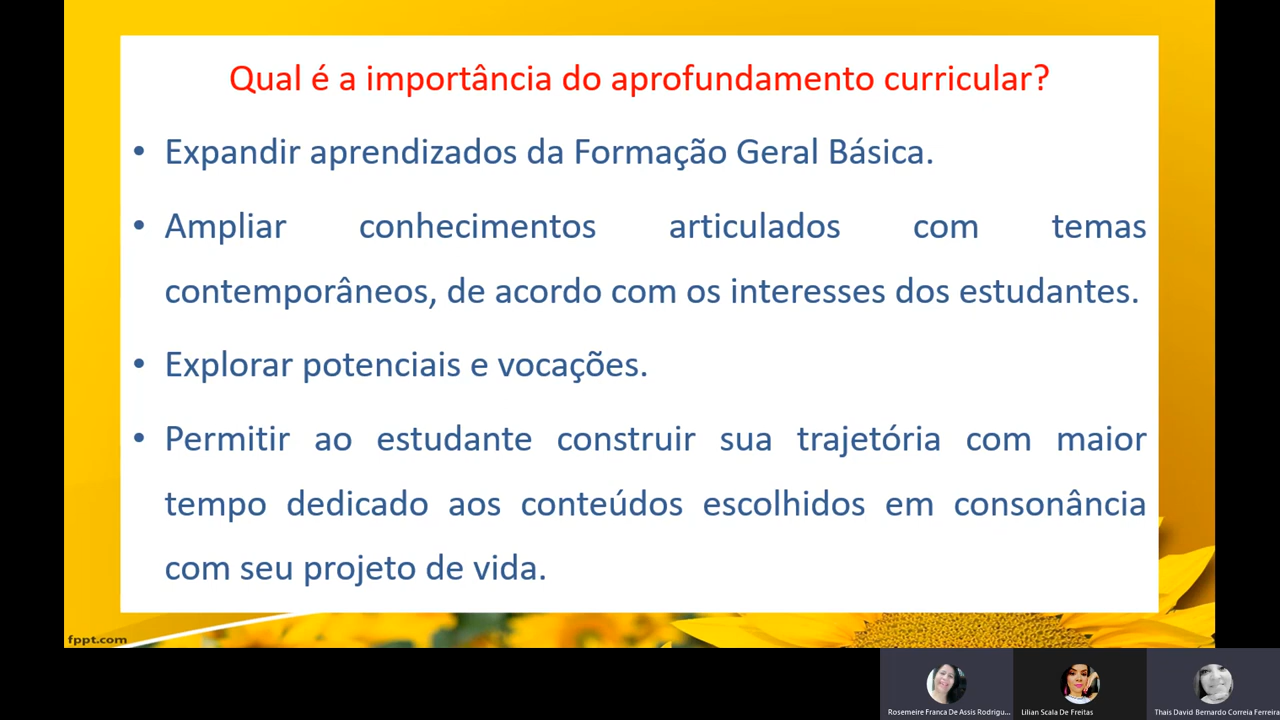 Qual é a importância do aprofundamento curricular?
• Expandir aprendizados da Formação Geral Básica.
• Ampliar conhecimentos articulados com temas
contemporâneos, de acordo com os interesses dos estudantes.
• Explorar potenciais e vocações.
• Permitir ao estudante construir sua trajetória com maior
tempo dedicado aos conteúdos escolhidos em consonância
com seu projeto de vida.
fppt.com
Rosemeire Franca De Assis Rodrigu...
Lilian Scala De Freitas
Thais David Bernardo Correia Ferreira